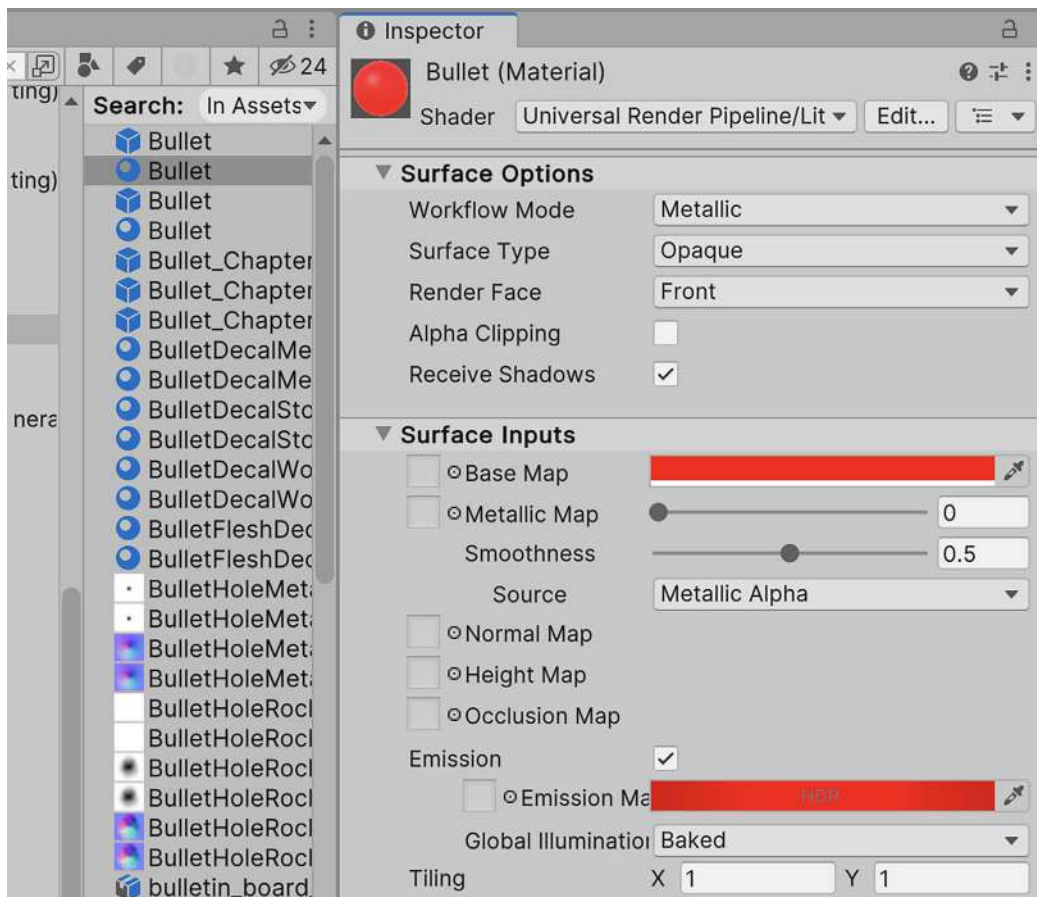 Inspector
24
Bullet (Material)
ting)
Search: In Assets
Shader Universal Render Pipeline/Lit Edit...
Bullet
Bullet
ting)
Bullet
Bullet
Bullet_Chapter
Bullet_Chapter
Bullet_Chapter
BulletDecalMe
BulletDecalMe
BulletDecalSto
nera
BulletDecalSto
BulletDecalWo
BulletDecalWo
BulletFleshDec
BulletFleshDec
BulletHoleMeta
BulletHoleMeta
BulletHoleMeta
BulletHoleMeta
BulletHoleRocl
BulletHoleRocl
BulletHoleRocl
BulletHoleRocl
BulletHoleRocl
BulletHoleRocl
bulletin_board_
Surface Options
Workflow Mode Metallic
Surface Type Opaque
Render Face Front
Alpha Clipping
Receive Shadows
Surface Inputs
Base Map
Metallic Map 0
Smoothness 0.5
Source Metallic Alpha
Normal Map
Height Map
Occlusion Map
Emission
Emission Ma HDR
Global Illumination Baked
Tiling X 1 Y 1